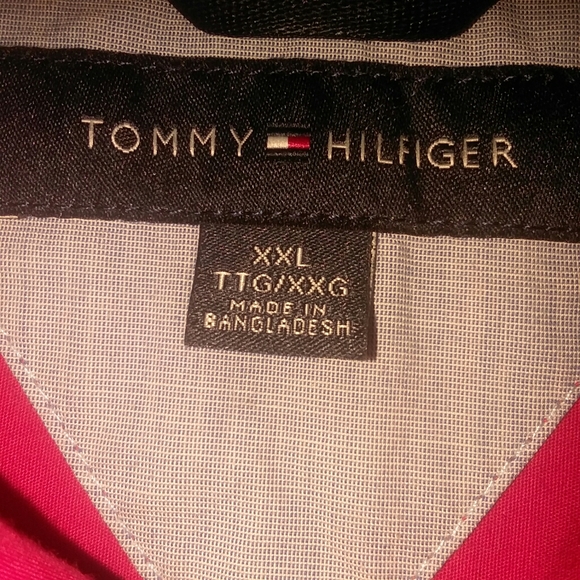 TOMMY HILFIGER
XXL
TTG/XXG
MADE IN
BANGLADESH